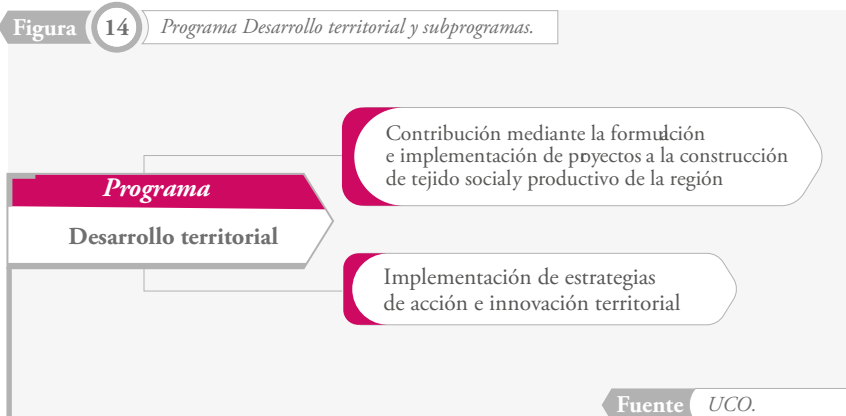 Figura 14 Programa Desarrollo territorial y subprogramas.
Contribución mediante la formulación
e implementación de proyectos a la construcción
de tejido socialy productivo de la región
Programa
Desarrollo territorial
Implementación de estrategias
de acción e innovación territorial
Fuente UCO.